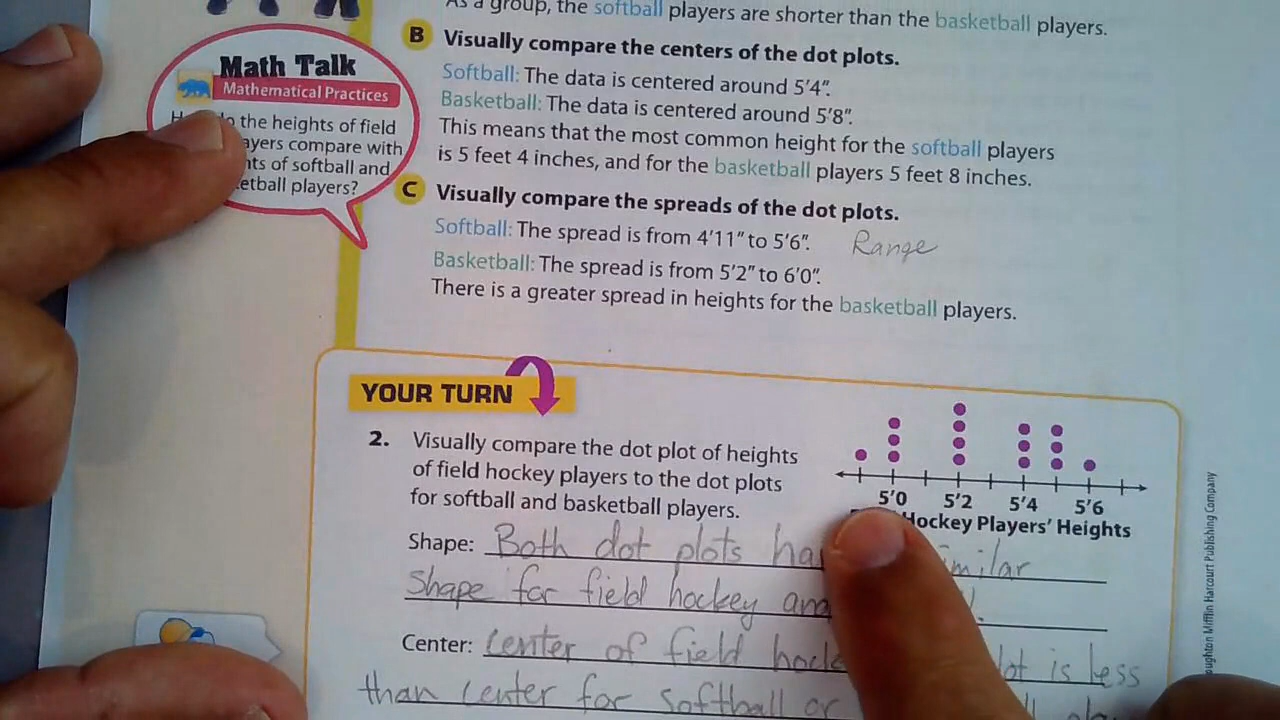 As a group, the softball players are shorter than the basketball players.
B Visually compare the centers of the dot plots.
Softball: The data is centered around 5′4″.
Basketball: The data is centered around 5′8″.
This means that the most common height for the softball players
is 5 feet 4 inches, and for the basketball players 5 feet 8 inches.
Math Talk
Mathematical Practices
the heights of field
compare with
of softball and
players?
C Visually compare the spreads of the dot plots.
Softball: The spread is from 4′11″ to 5′6″. Range
Basketball: The spread is from 5′2″ to 6′0″.
There is a greater spread in heights for the basketball players.
YOUR TURN
2. Visually compare the dot plot of heights
of field hockey players to the dot plots
for softball and basketball players.
5′0 5′2 5′4 5′6
Hockey Players’ Heights
Shape: Both dot plots
shape for field hockey
Center: center of field is less
than center for softball or
Harcourt Publishing Company